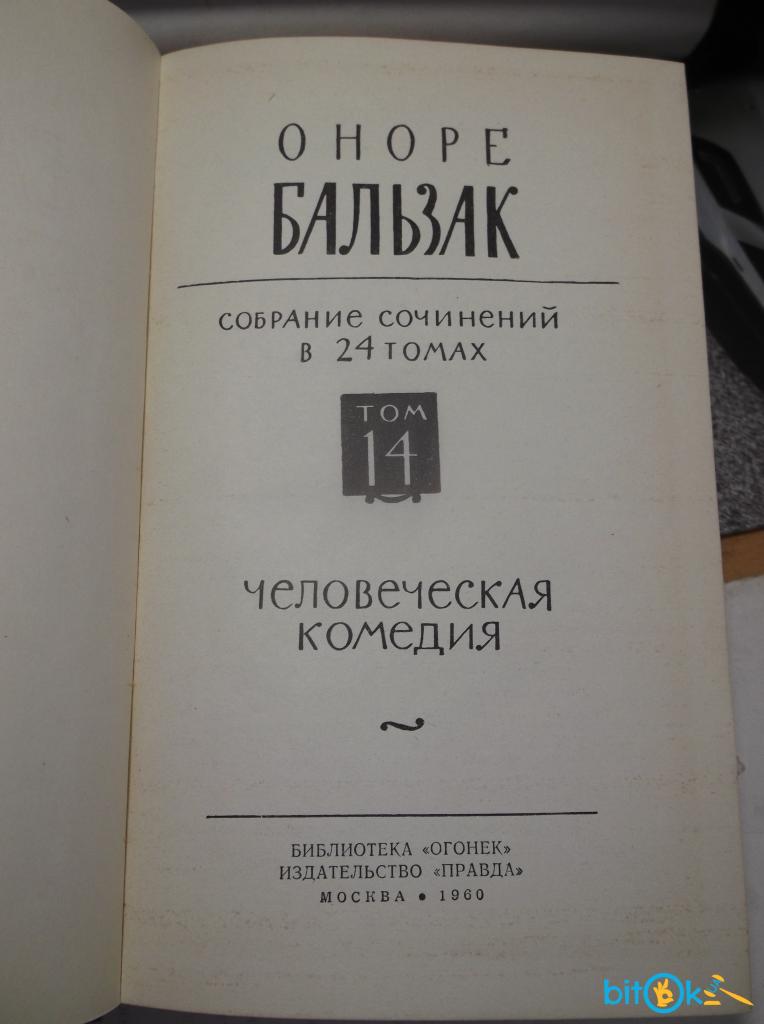 ОНОРЕ
БАЛЬЗАК
СОБРАНИЕ СОЧИНЕНИЙ
В 24 ТОМАХ
ТОМ
14
ЧЕЛОВЕЧЕСКАЯ
КОМЕДИЯ
БИБЛИОТЕКА «ОГОНЕК»
ИЗДАТЕЛЬСТВО «ПРАВДА»
МОСКВА • 1960
bitOk